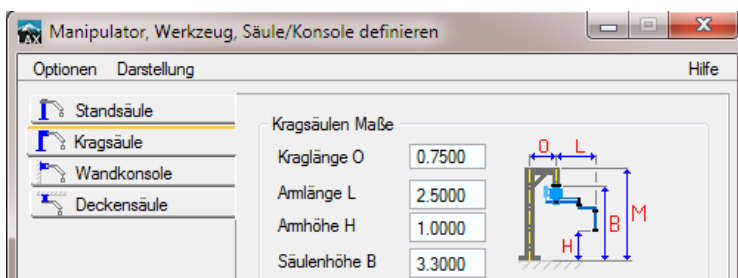 AX Manipulator, Werkzeug, Säule/Konsole definieren
Optionen Darstellung Hilfe
Standsäule
Kragsäule
Wandkonsole
Deckensäule
Kragsäulen Maße
Kraglänge O 0.7500
Armlänge L 2.5000
Armhöhe H 1.0000
Säulenhöhe B 3.3000
O L
B M
H